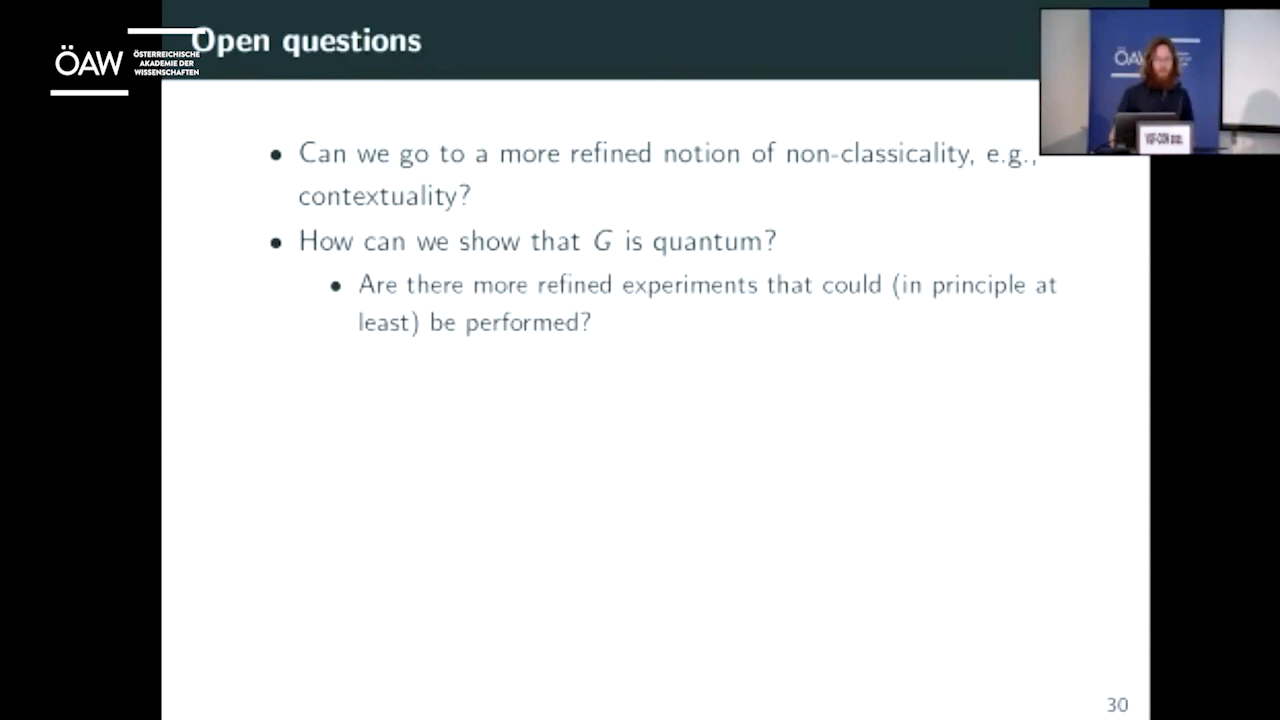 ÖAW
ÖSTERREICHISCHE
AKADEMIE DER
WISSENSCHAFTEN
Open questions
• Can we go to a more refined notion of non-classicality, e.g.,
contextuality?
• How can we show that G is quantum?
• Are there more refined experiments that could (in principle at
least) be performed?
30